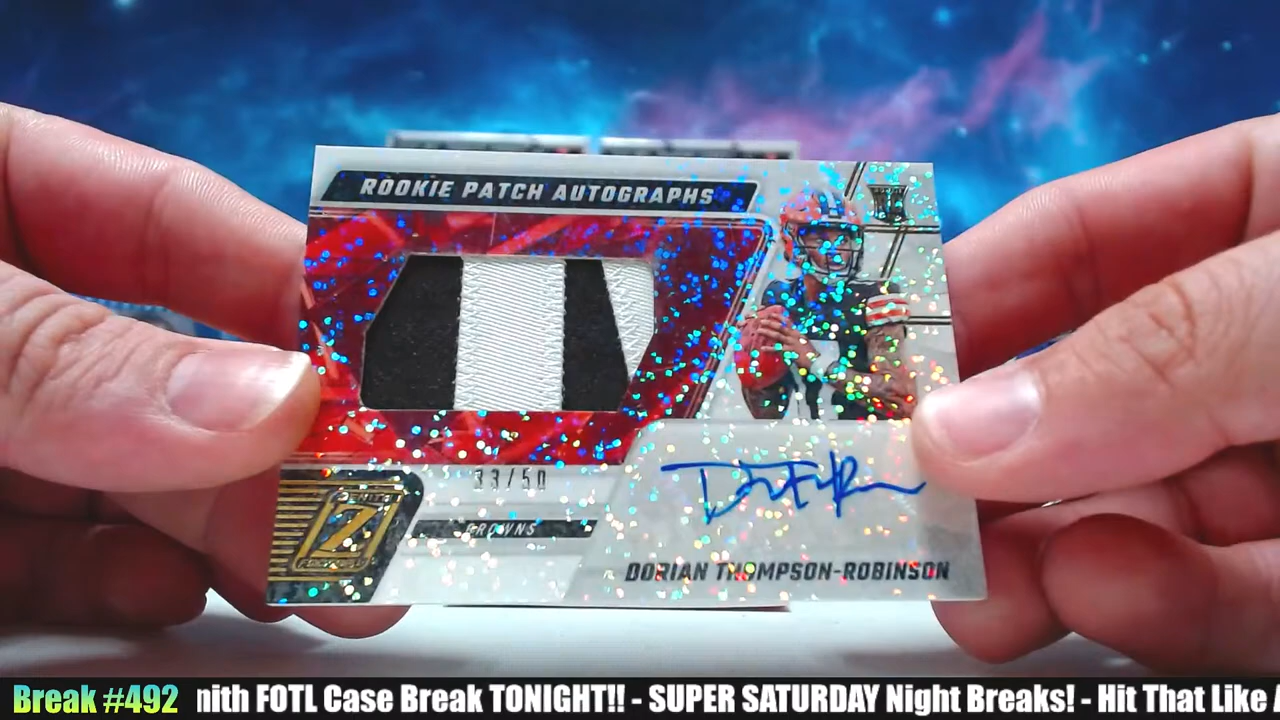 ROOKIE PATCH AUTOGRAPHS
33/50
Z
BROWNS
DORIAN THOMPSON-ROBINSON
Break #492
nith FOTL Case Break TONIGHT!! - SUPER SATURDAY Night Breaks! - Hit That Like